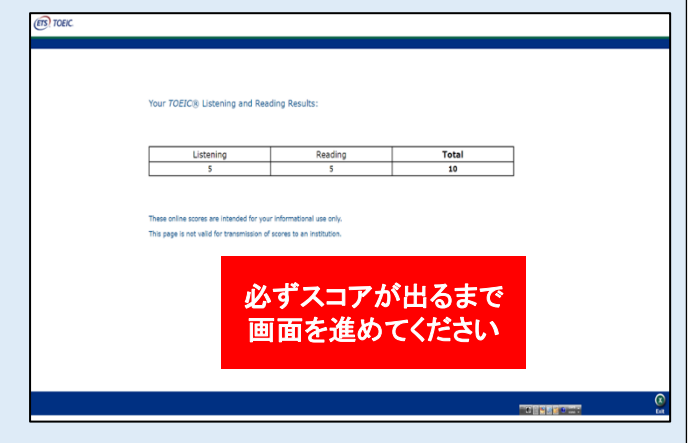 ETS TOEIC.
Your TOEIC® Listening and Reading Results:
Listening Reading Total
5 5 10
These online scores are intended for your informational use only.
This page is not valid for transmission of scores to an institution.
必ずスコアが出るまで
画面を進めてください
Exit